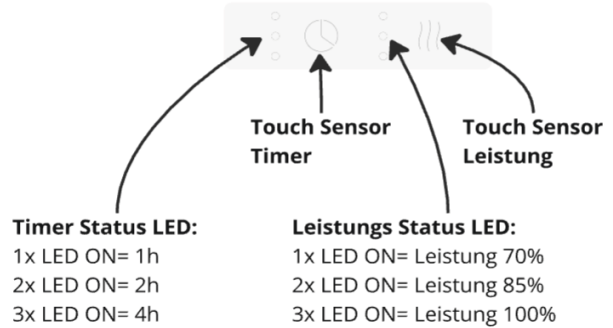 Touch Sensor
Timer
Touch Sensor
Leistung
Timer Status LED:
1x LED ON= 1h
2x LED ON= 2h
3x LED ON= 4h
Leistungs Status LED:
1x LED ON= Leistung 70%
2x LED ON= Leistung 85%
3x LED ON= Leistung 100%